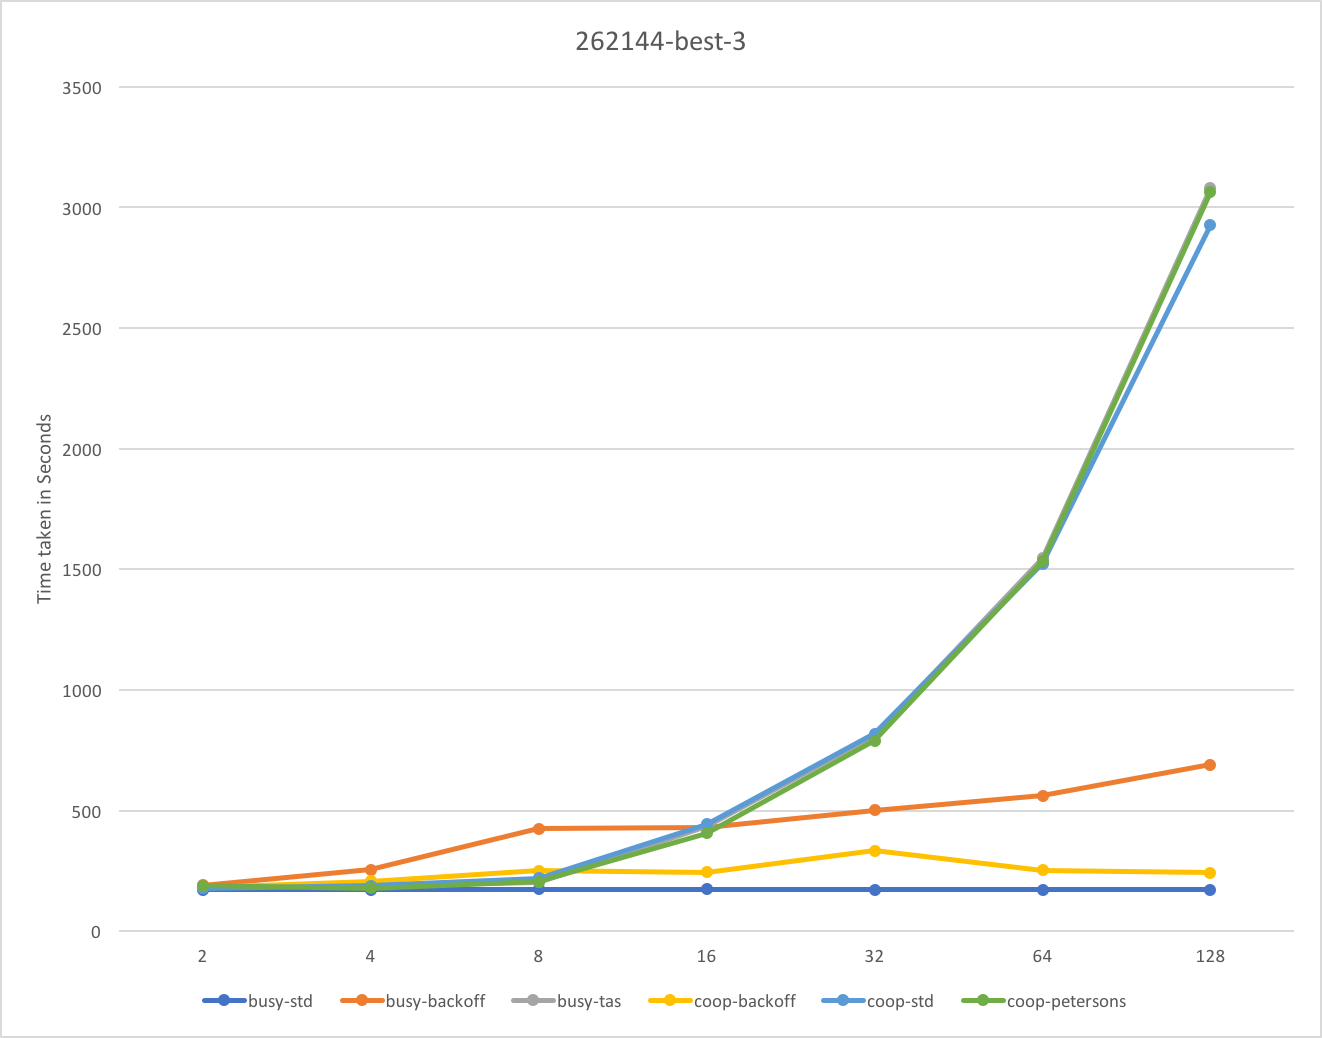 262144-best-3
3500
3000
2500
2000
1500
1000
500
0
Time taken in Seconds
2 4 8 16 32 64 128
busy-std busy-backoff busy-tas coop-backoff coop-std coop-petersons